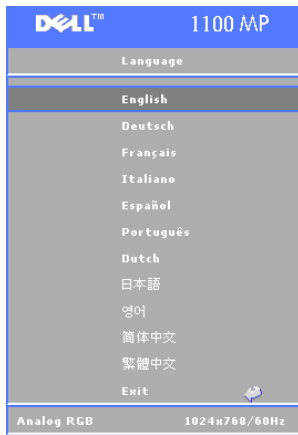 DELL™ 1100 MP
Language
English
Deutsch
Français
Italiano
Español
Português
Dutch
日本語
영어
简体中文
繁體中文
Exit
Analog RGB 1024x768/60Hz